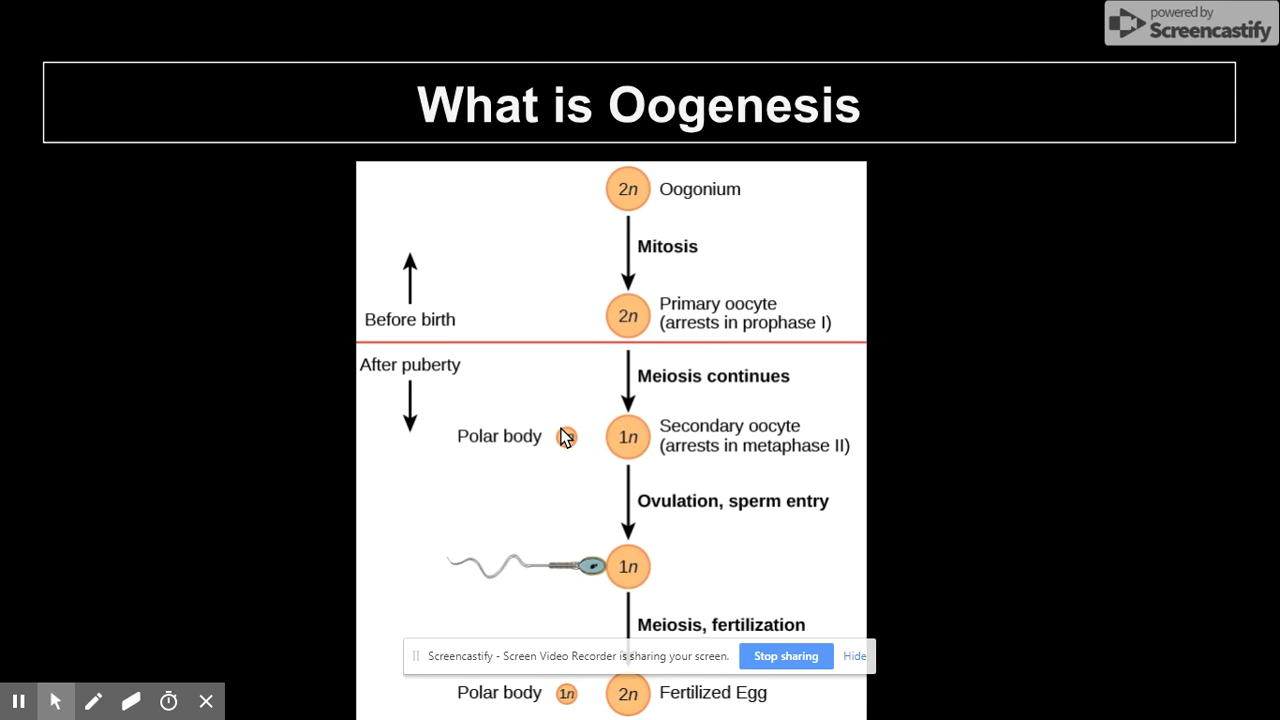 powered by
Screencastify
What is Oogenesis
2n Oogonium
Mitosis
2n Primary oocyte
(arrests in prophase I)
Before birth
After puberty
Meiosis continues
Polar body 1n Secondary oocyte
(arrests in metaphase II)
Ovulation, sperm entry
1n
Meiosis, fertilization
Screencastify - Screen Video Recorder is sharing your screen. Stop sharing Hide
Polar body 1n 2n Fertilized Egg